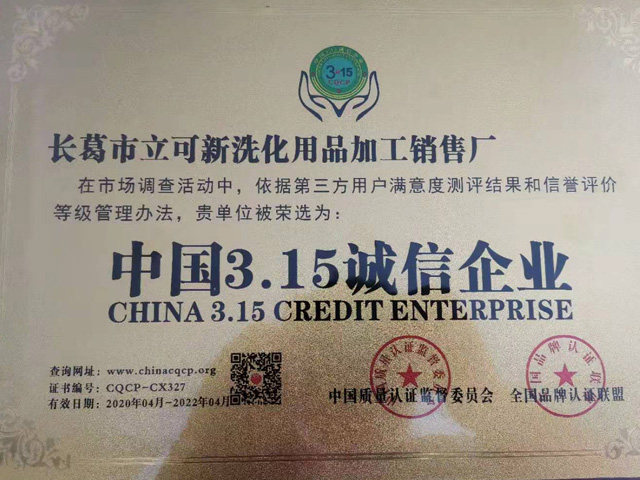 3·15
CQCP
长葛市立可新洗化用品加工销售厂
在市场调查活动中，依据第三方用户满意度测评结果和信誉评价
等级管理办法，贵单位被荣选为：
中国3.15诚信企业
CHINA 3.15 CREDIT ENTERPRISE
查询网址：www.chinacqcp.org
证书编号：CQCP-CX327
有效日期：2020年04月-2022年04月
中国质量认证监督委员会 全国品牌认证联盟